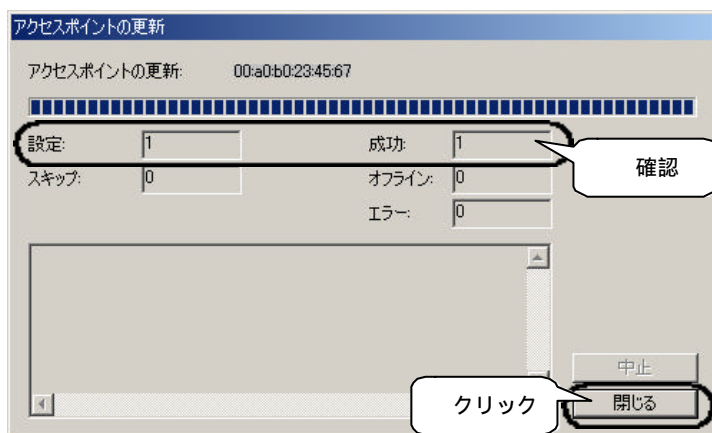 アクセスポイントの更新
アクセスポイントの更新: 00:a0:b0:23:45:67
設定: 1 成功: 1
確認
スキップ: 0 オフライン: 0
エラー: 0
中止
クリック
閉じる